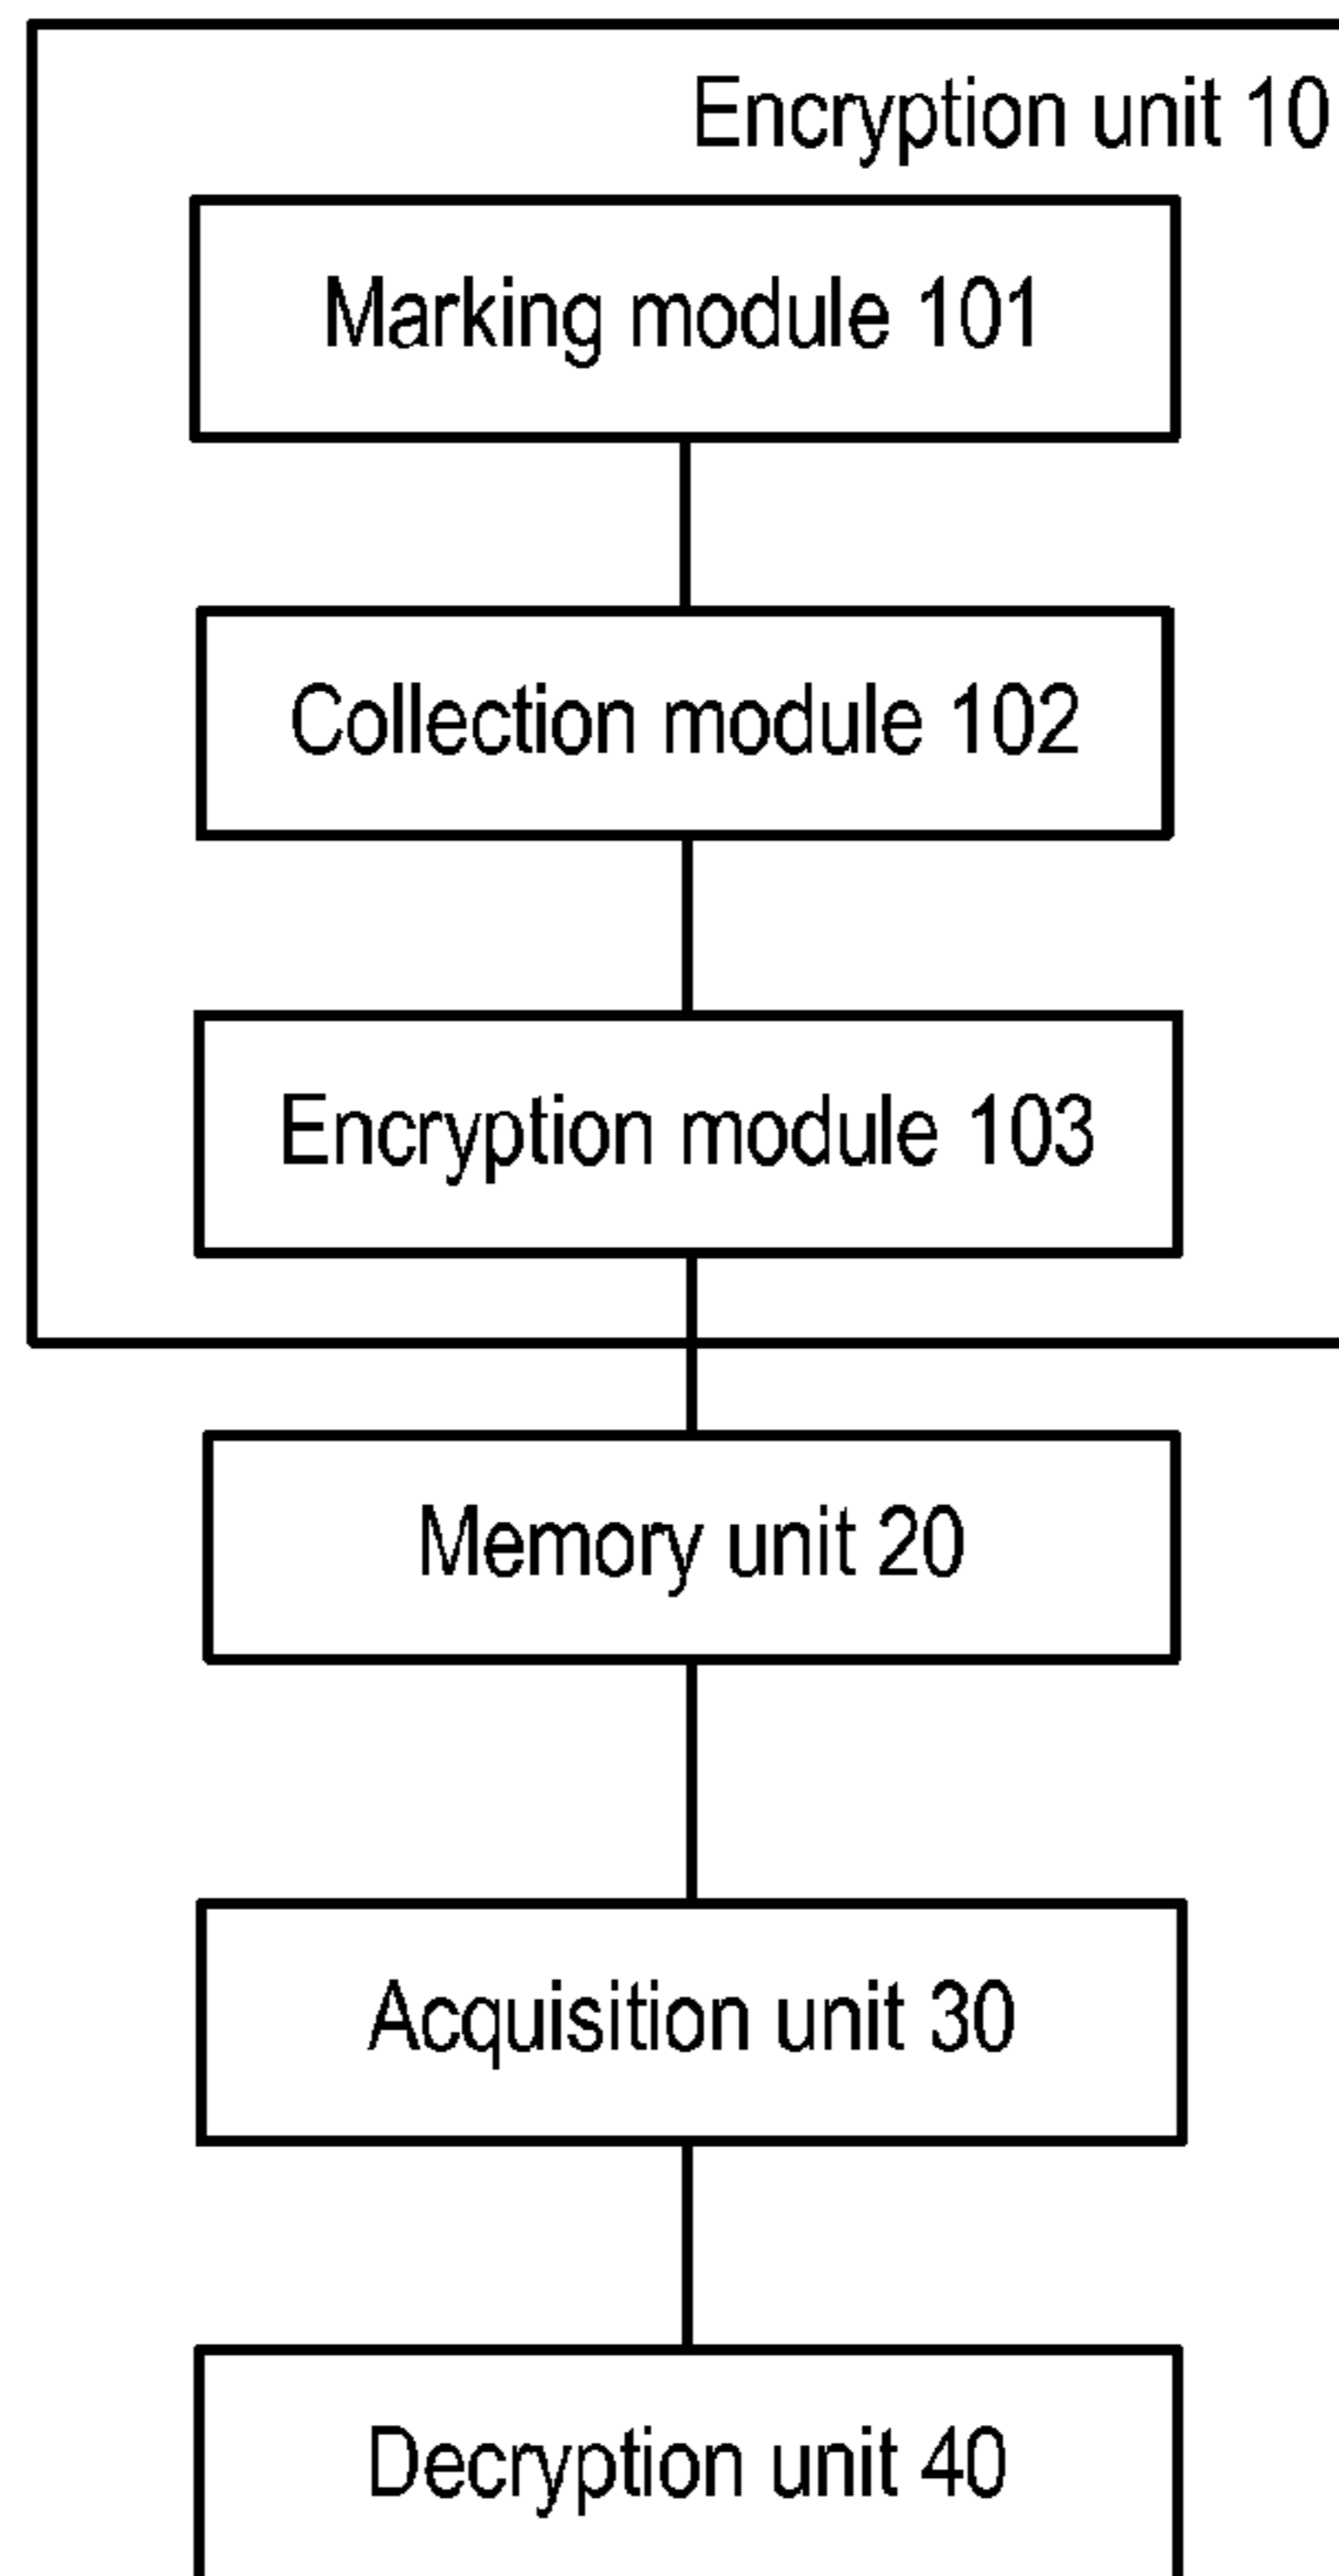 Encryption unit 10
Marking module 101
Collection module 102
Encryption module 103
Memory unit 20
Acquisition unit 30
Decryption unit 40